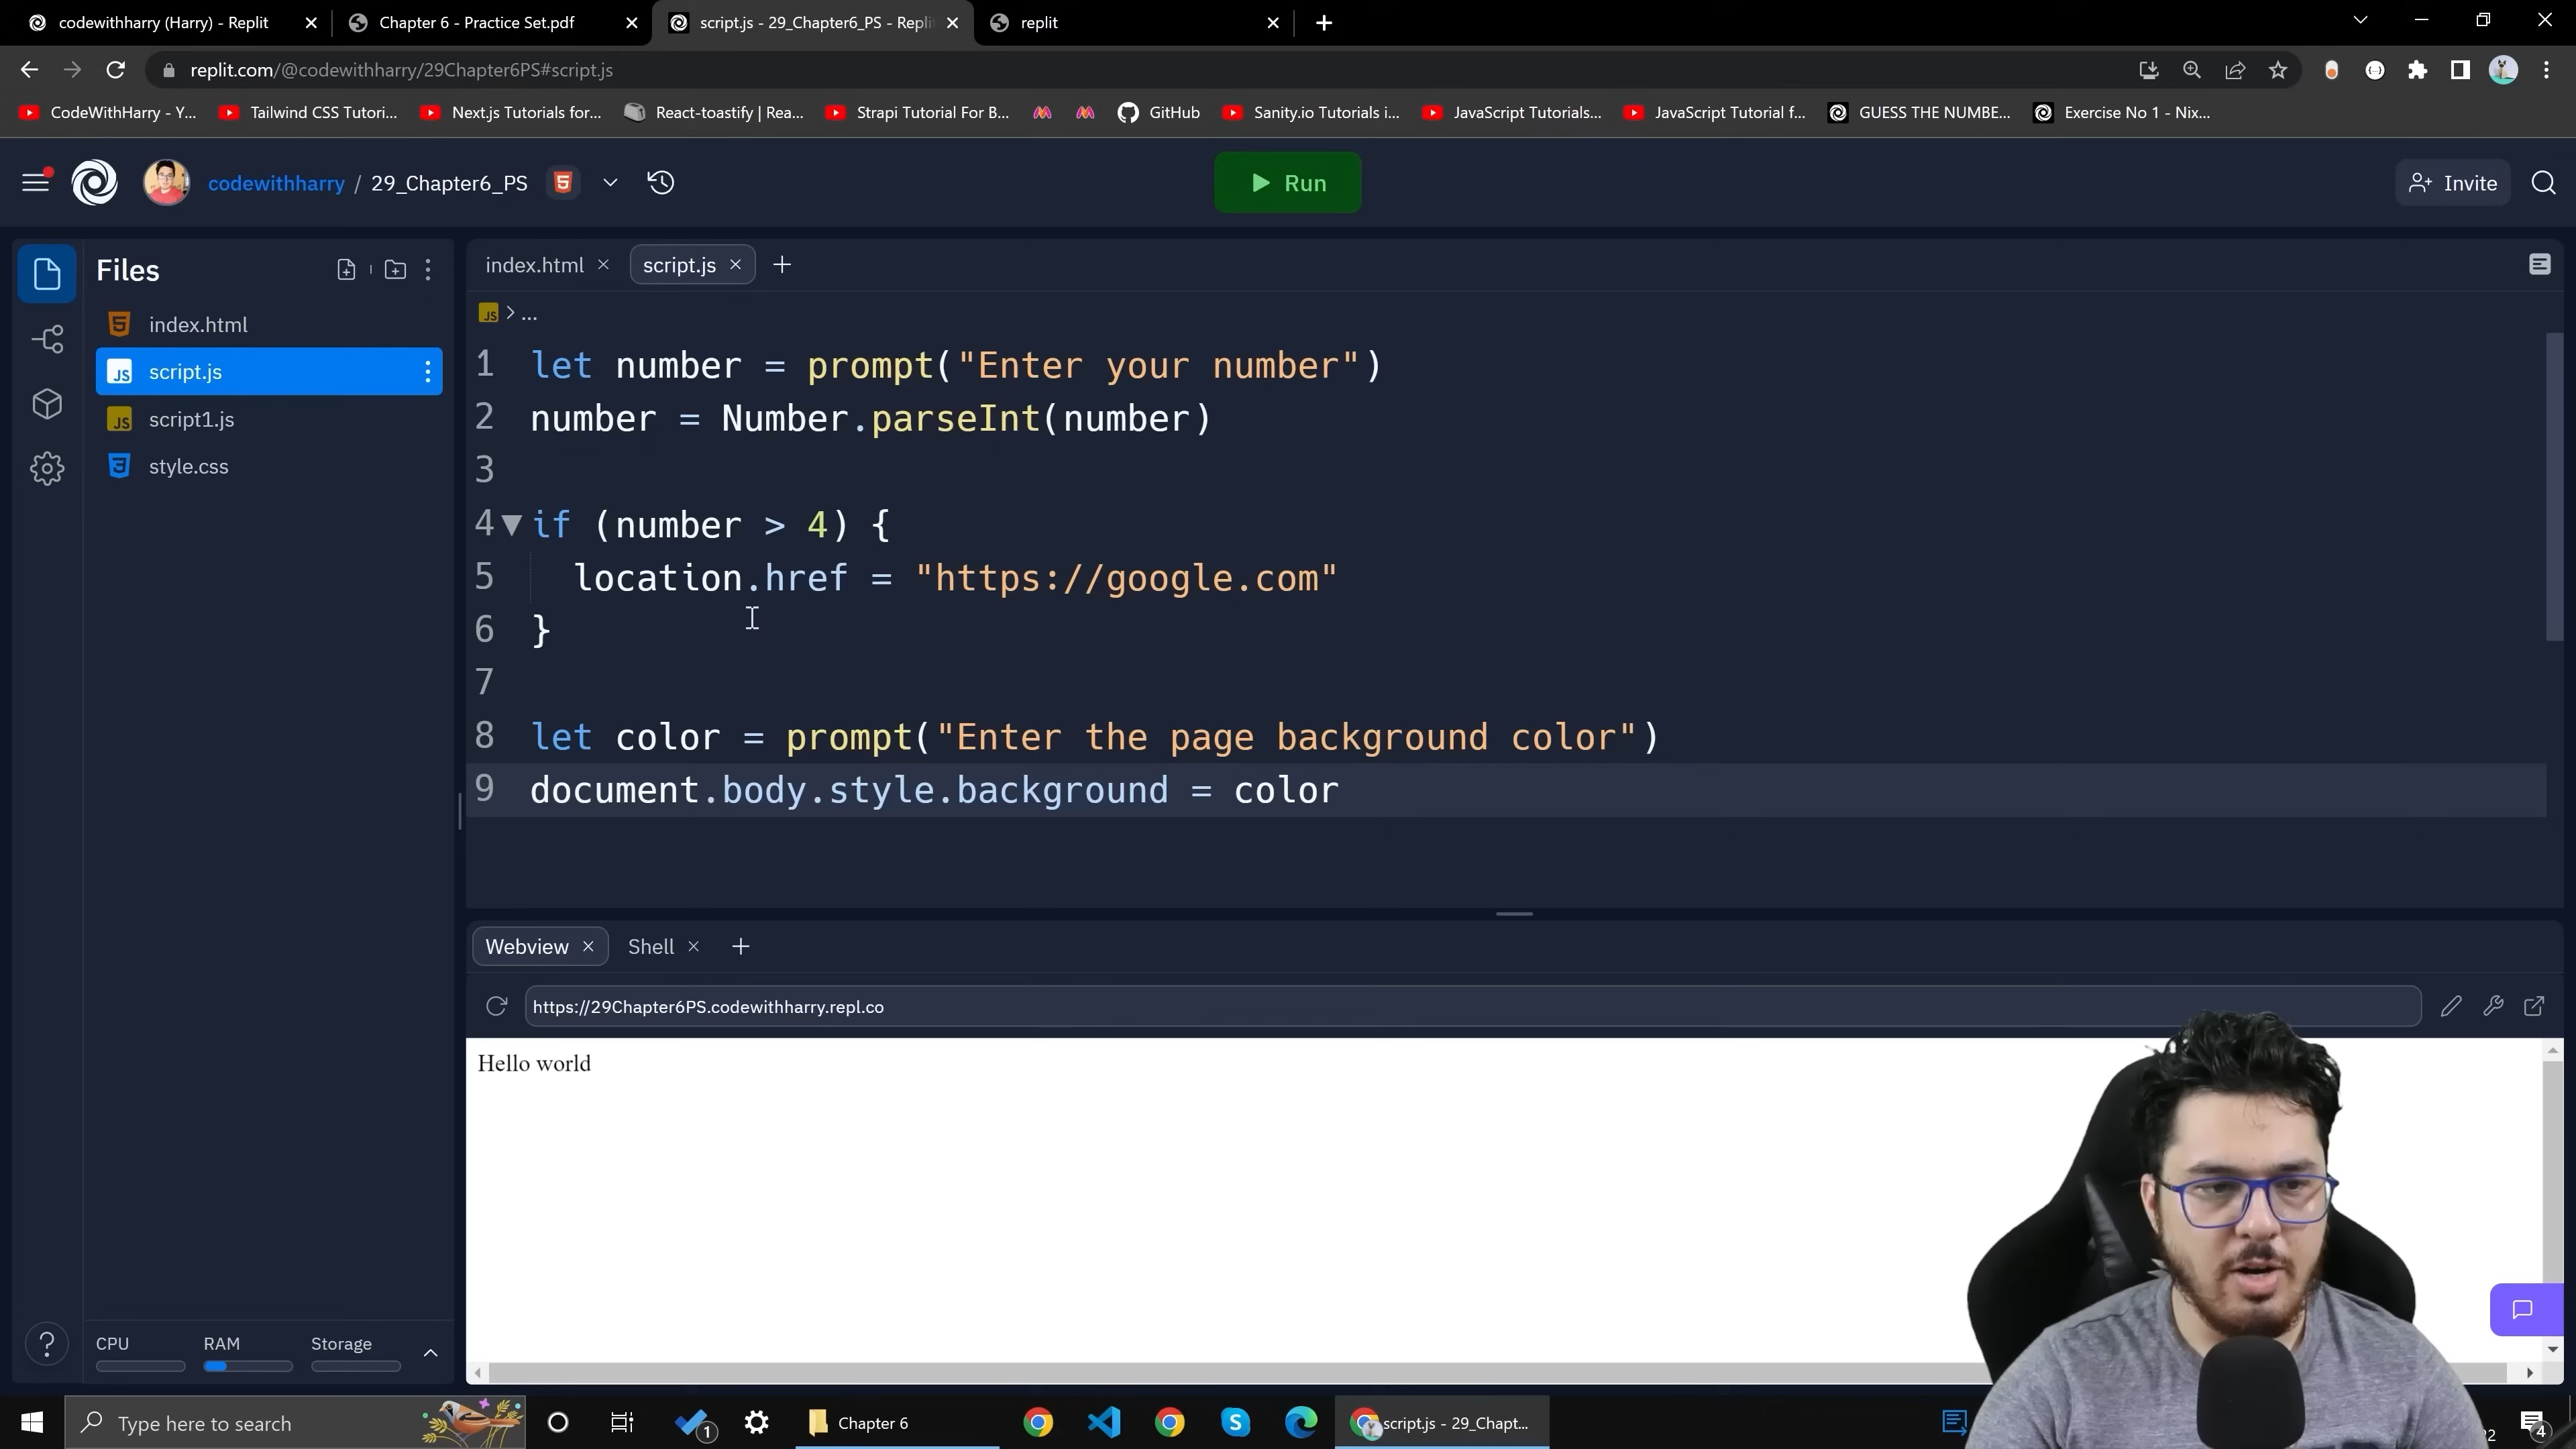 codewithharry (Harry) - Replit
Chapter 6 - Practice Set.pdf
script.js - 29_Chapter6_PS - Repli
replit
replit.com/@codewithharry/29Chapter6PS#script.js
CodeWithHarry - Y...
Tailwind CSS Tutori...
Next.js Tutorials for...
React-toastify | Rea...
Strapi Tutorial For B...
GitHub
Sanity.io Tutorials i...
JavaScript Tutorials...
JavaScript Tutorial f...
GUESS THE NUMBE...
Exercise No 1 - Nix...
codewithharry / 29_Chapter6_PS
Run
Invite
Files
index.html
script.js
script1.js
style.css
index.html
script.js
JS > ...
1 let number = prompt("Enter your number")
2 number = Number.parseInt(number)
3
4 if (number > 4) {
5 location.href = "https://google.com"
6 }
7
8 let color = prompt("Enter the page background color")
9 document.body.style.background = color
Webview
Shell
https://29Chapter6PS.codewithharry.repl.co
Hello world
CPU
RAM
Storage
Type here to search
1
Chapter 6
script.js - 29_Chapt...
4